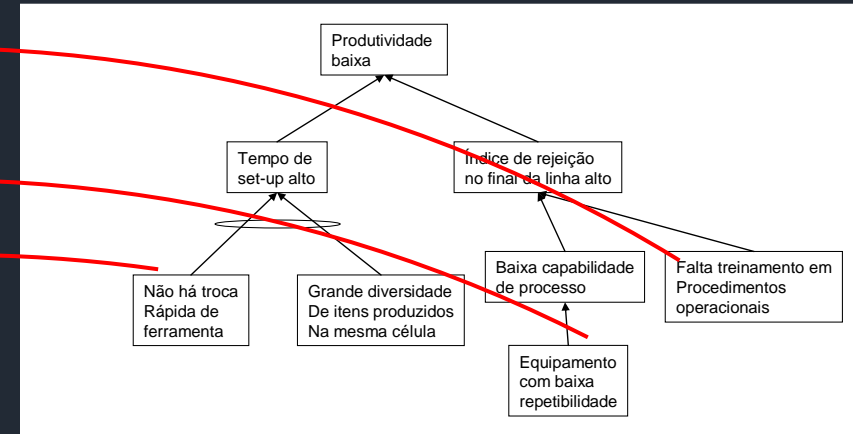 Produtividade
baixa
Tempo de
set-up alto
Índice de rejeição
no final da linha alto
Não há troca
Rápida de
ferramenta
Grande diversidade
De itens produzidos
Na mesma célula
Baixa capabilidade
de processo
Falta treinamento em
Procedimentos
operacionais
Equipamento
com baixa
repetibilidade